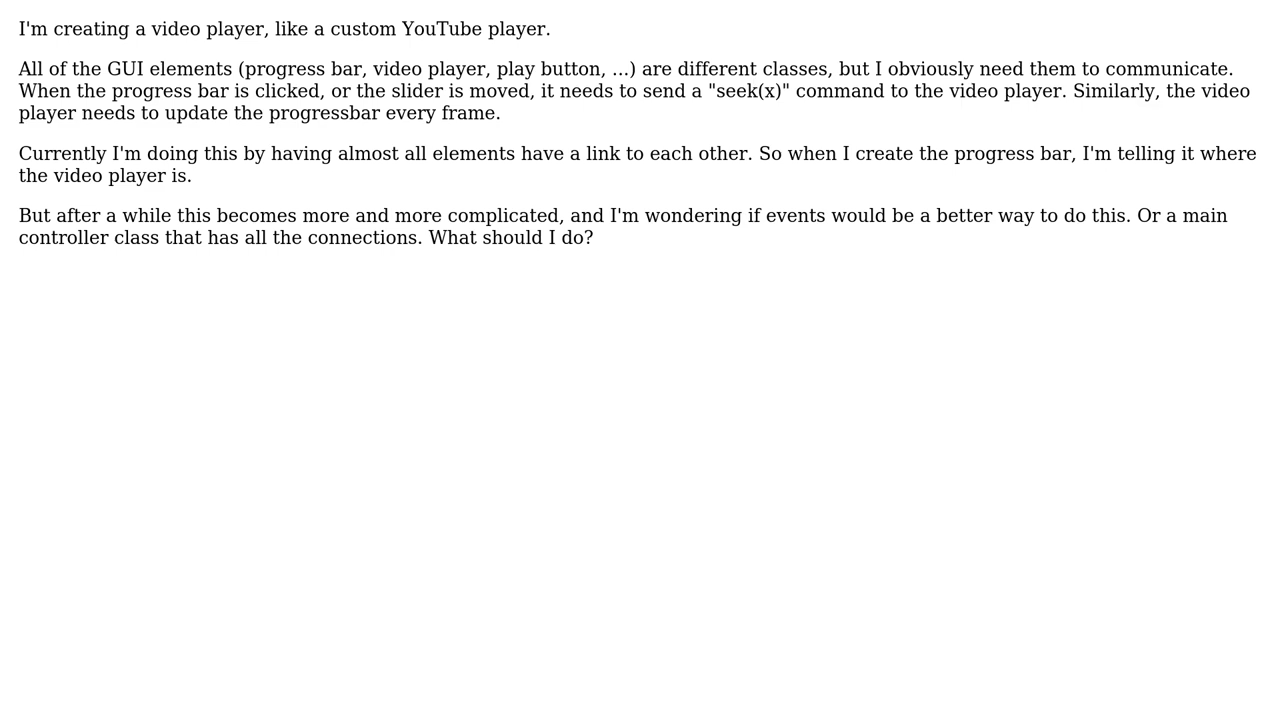 I'm creating a video player, like a custom YouTube player.
All of the GUI elements (progress bar, video player, play button, ...) are different classes, but I obviously need them to communicate.
When the progress bar is clicked, or the slider is moved, it needs to send a "seek(x)" command to the video player. Similarly, the video
player needs to update the progressbar every frame.
Currently I'm doing this by having almost all elements have a link to each other. So when I create the progress bar, I'm telling it where
the video player is.
But after a while this becomes more and more complicated, and I'm wondering if events would be a better way to do this. Or a main
controller class that has all the connections. What should I do?